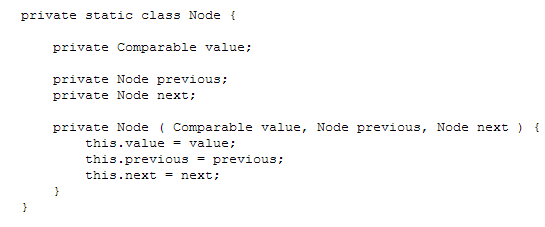 private static class Node {
private Comparable value;
private Node previous;
private Node next;
private Node ( Comparable value, Node previous, Node next ) {
this.value = value;
this.previous = previous;
this.next = next;
}
}